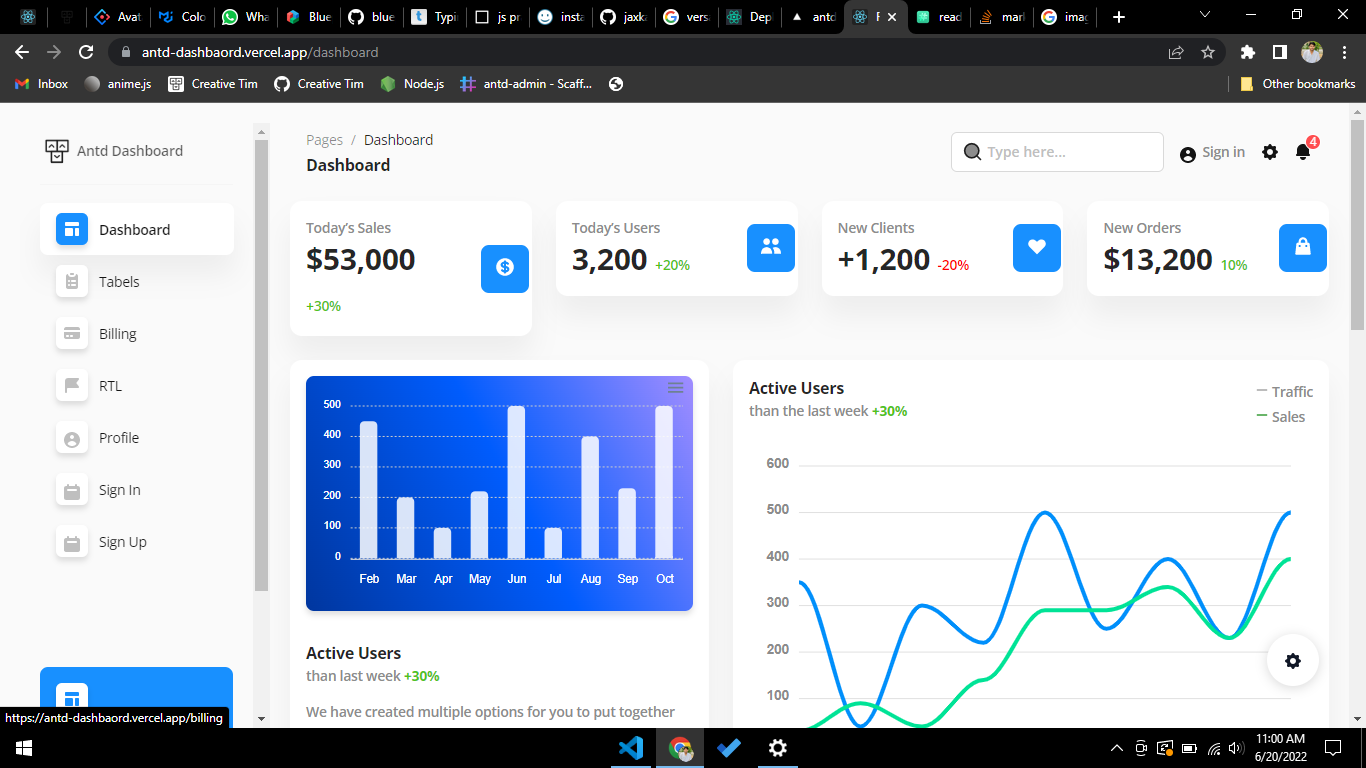 Avat
Colo
Wha
Blue
blue
Typi
js pr
insta
jaxka
versa
Dep
antd
F
read
mark
imag
antd-dashbaord.vercel.app/dashboard
Inbox
anime.js
Creative Tim
Creative Tim
Node.js
antd-admin - Scaff...
Other bookmarks
Antd Dashboard
Dashboard
Tabels
Billing
RTL
Profile
Sign In
Sign Up
Pages / Dashboard
Dashboard
Type here...
Sign in
4
Today's Sales
$53,000
+30%
Today's Users
3,200 +20%
New Clients
+1,200 -20%
New Orders
$13,200 10%
500
400
300
200
100
0
Feb Mar Apr May Jun Jul Aug Sep Oct
Active Users
than last week +30%
We have created multiple options for you to put together
Active Users
than the last week +30%
Traffic
Sales
600
500
400
300
200
100
https://antd-dashbaord.vercel.app/billing
11:00 AM
6/20/2022